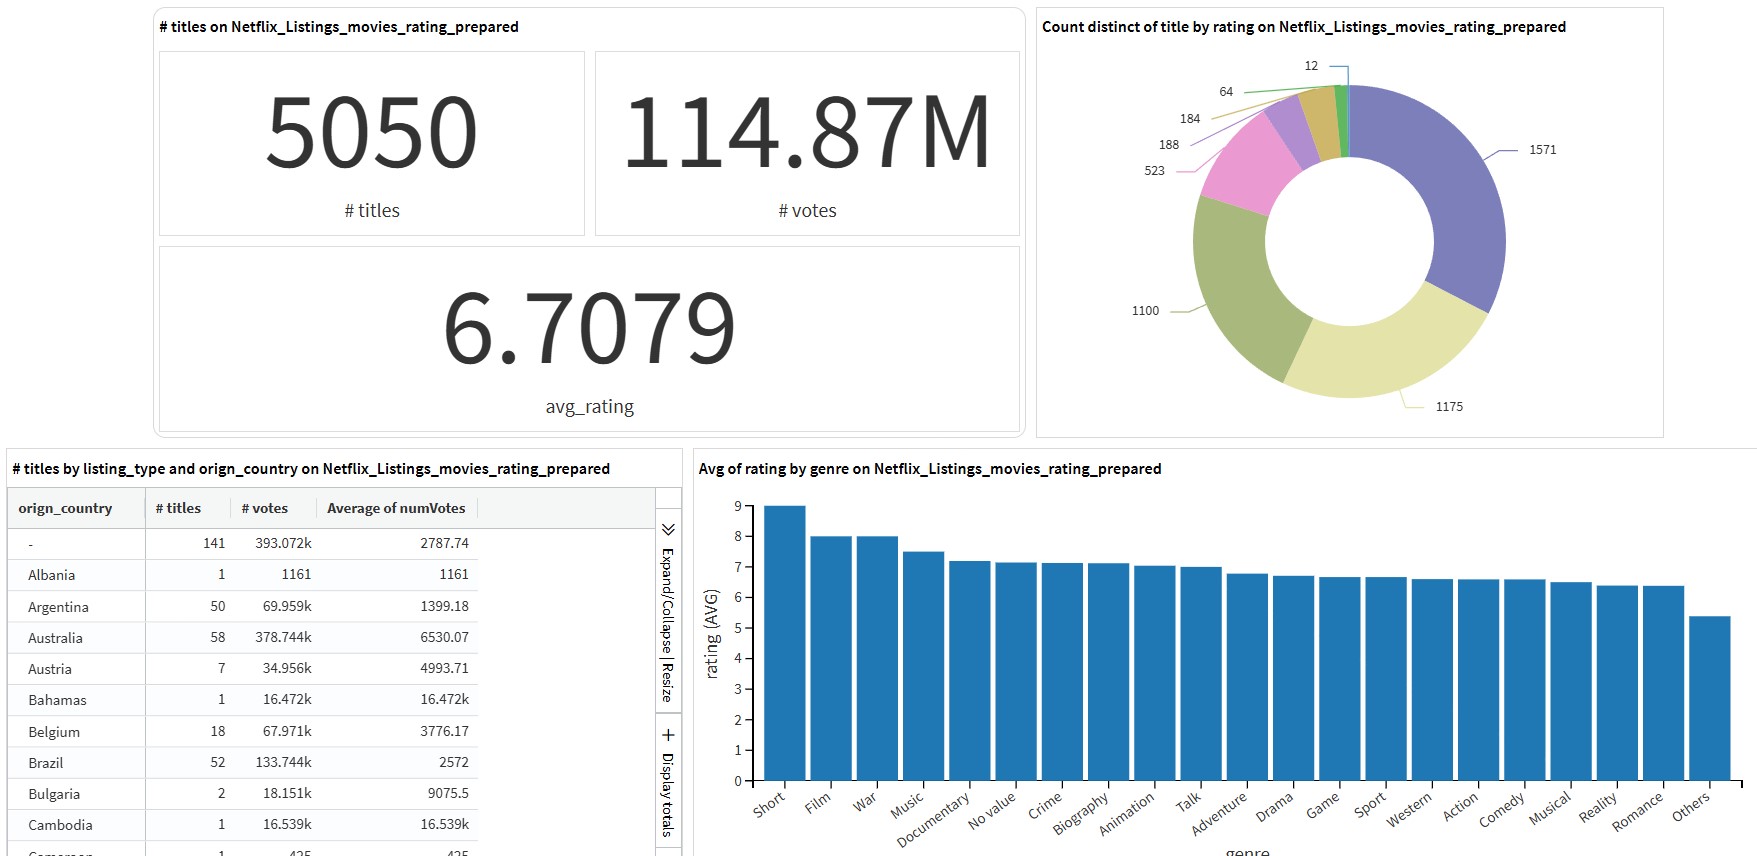 # titles on Netflix_Listings_movies_rating_prepared
5050
# titles
114.87M
# votes
6.7079
avg_rating
Count distinct of title by rating on Netflix_Listings_movies_rating_prepared
12
64
184
188
523
1571
1100
1175
# titles by listing_type and orign_country on Netflix_Listings_movies_rating_prepared
orign_country # titles # votes Average of numVotes
- 141 393.072k 2787.74
Albania 1 1161 1161
Argentina 50 69.959k 1399.18
Australia 58 378.744k 6530.07
Austria 7 34.956k 4993.71
Bahamas 1 16.472k 16.472k
Belgium 18 67.971k 3776.17
Brazil 52 133.744k 2572
Bulgaria 2 18.151k 9075.5
Cambodia 1 16.539k 16.539k
Cameroon 1 425 425
Expand/Collapse | Resize
+ Display totals
Avg of rating by genre on Netflix_Listings_movies_rating_prepared
rating (AVG)
9
8
7
6
5
4
3
2
1
0
Short Film War Music Documentary No value Crime Biography Animation Talk Adventure Drama Game Sport Western Action Comedy Musical Reality Romance Others
genre